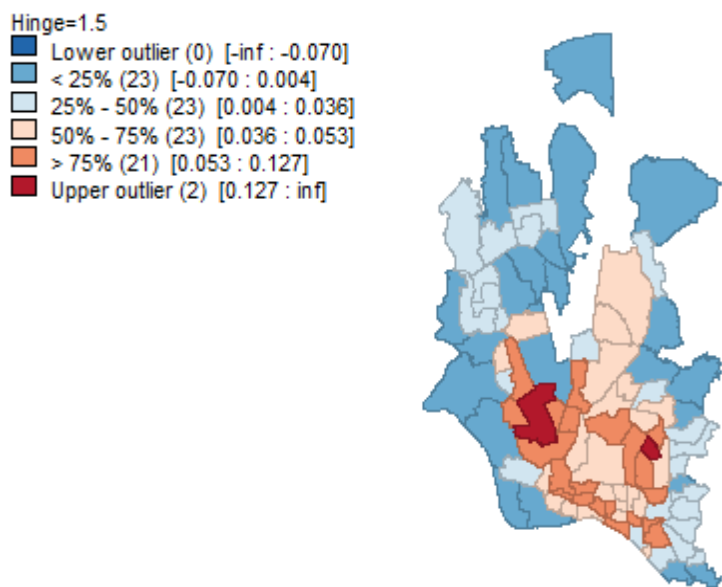 Hinge=1.5
Lower outlier (0) [-inf : -0.070]
< 25% (23) [-0.070 : 0.004]
25% - 50% (23) [0.004 : 0.036]
50% - 75% (23) [0.036 : 0.053]
> 75% (21) [0.053 : 0.127]
Upper outlier (2) [0.127 : inf]